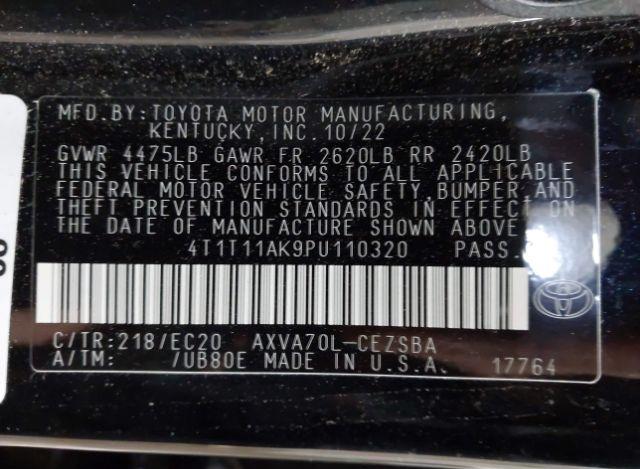 MFD.BY:TOYOTA MOTOR MANUFACTURING,
KENTUCKY,INC.10/22
GVWR 4475LB GAWR FR 2620LB RR 2420LB
THIS VEHICLE CONFORMS TO ALL APPLICABLE
FEDERAL MOTOR VEHICLE SAFETY,BUMPER,AND
THEFT PREVENTION STANDARDS IN EFFECT ON
THE DATE OF MANUFACTURE SHOWN ABOVE.
4T1T11AK9PU110320 PASS.
C/TR:218/EC20 AXVA70L-CEZSBA
A/TM: /UB80E MADE IN U.S.A. 17764